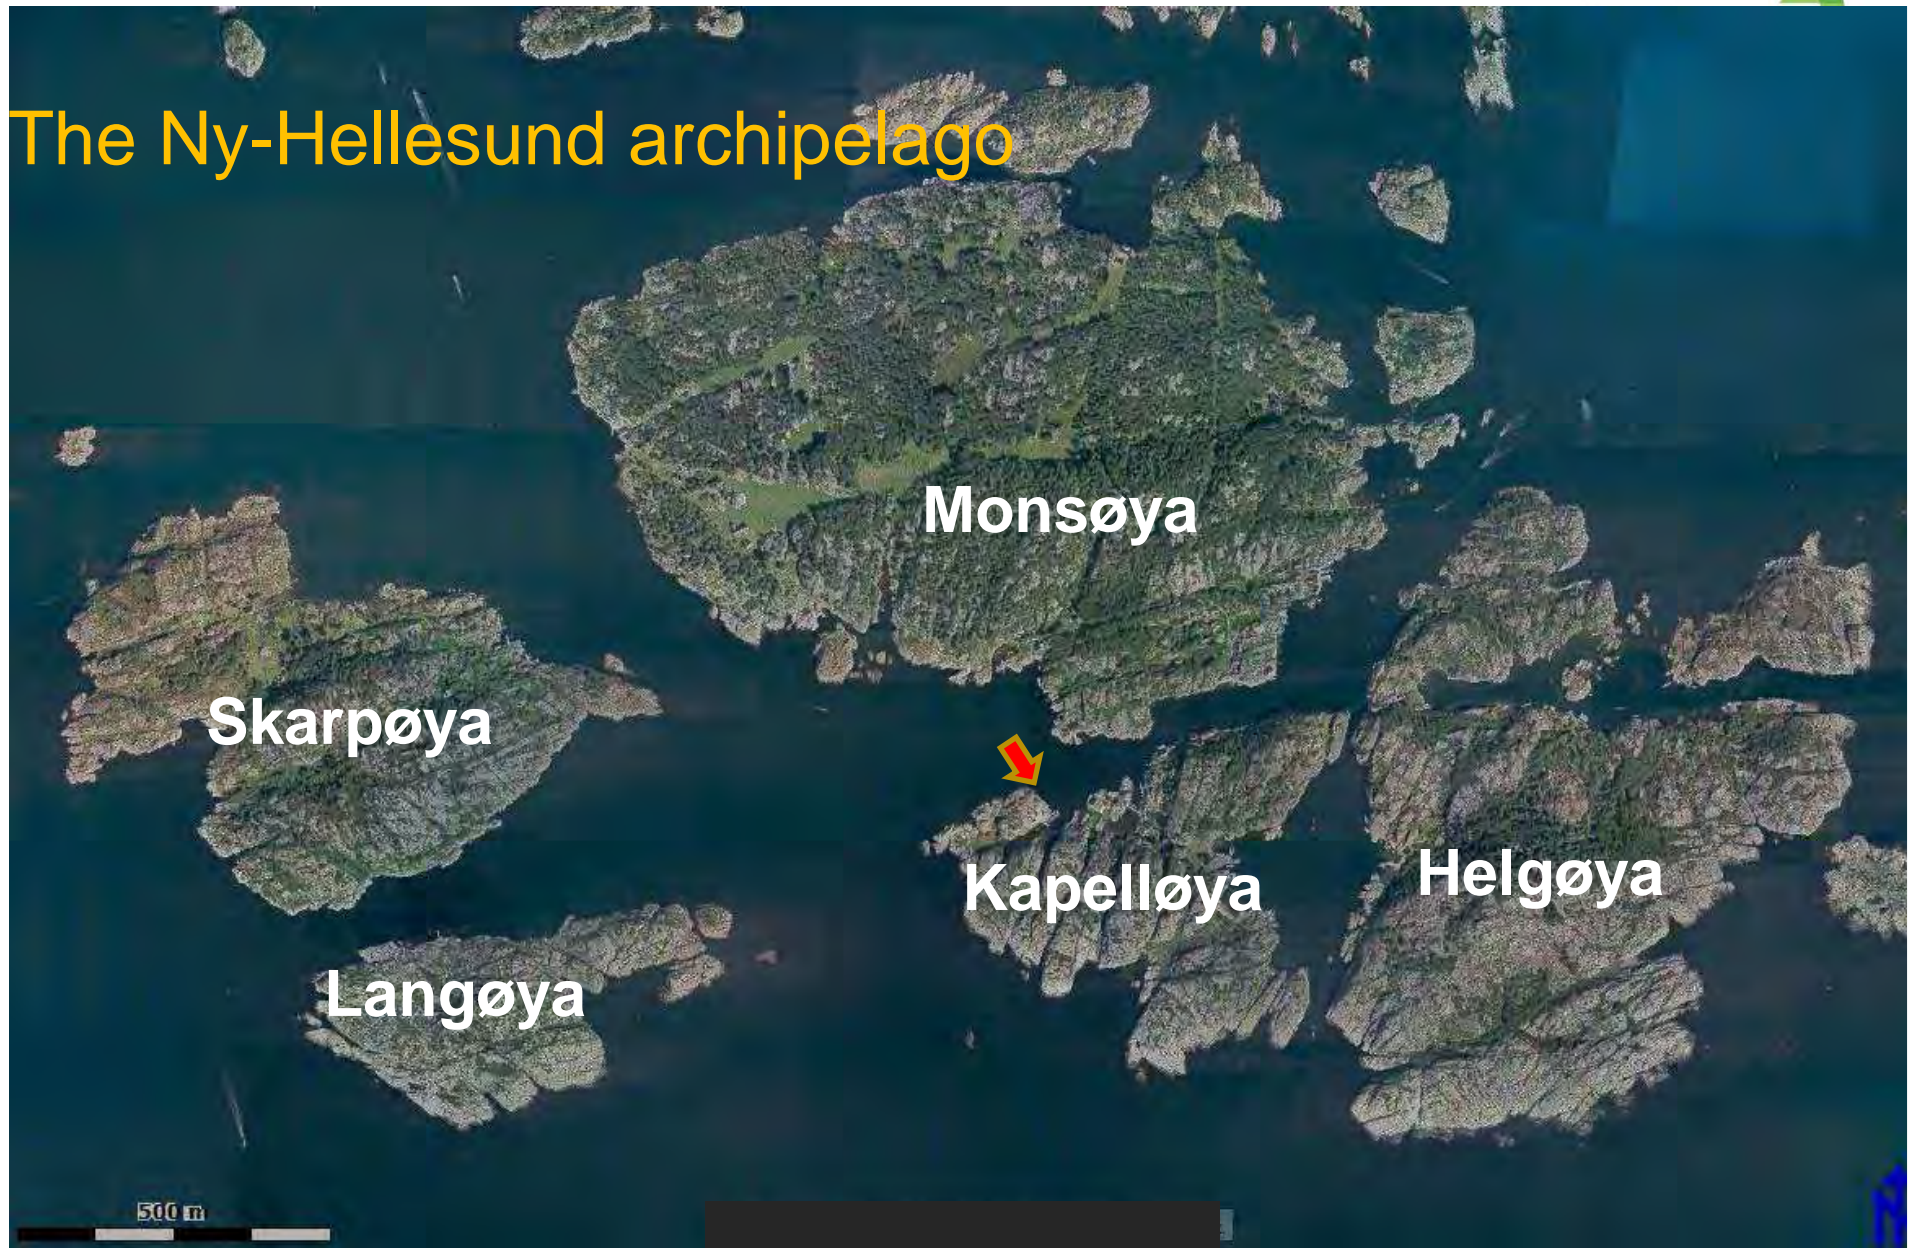 The Ny-Hellesund archipelago
Monsøya
Skarpøya
Kapelløya
Helgøya
Langøya
500 m
N